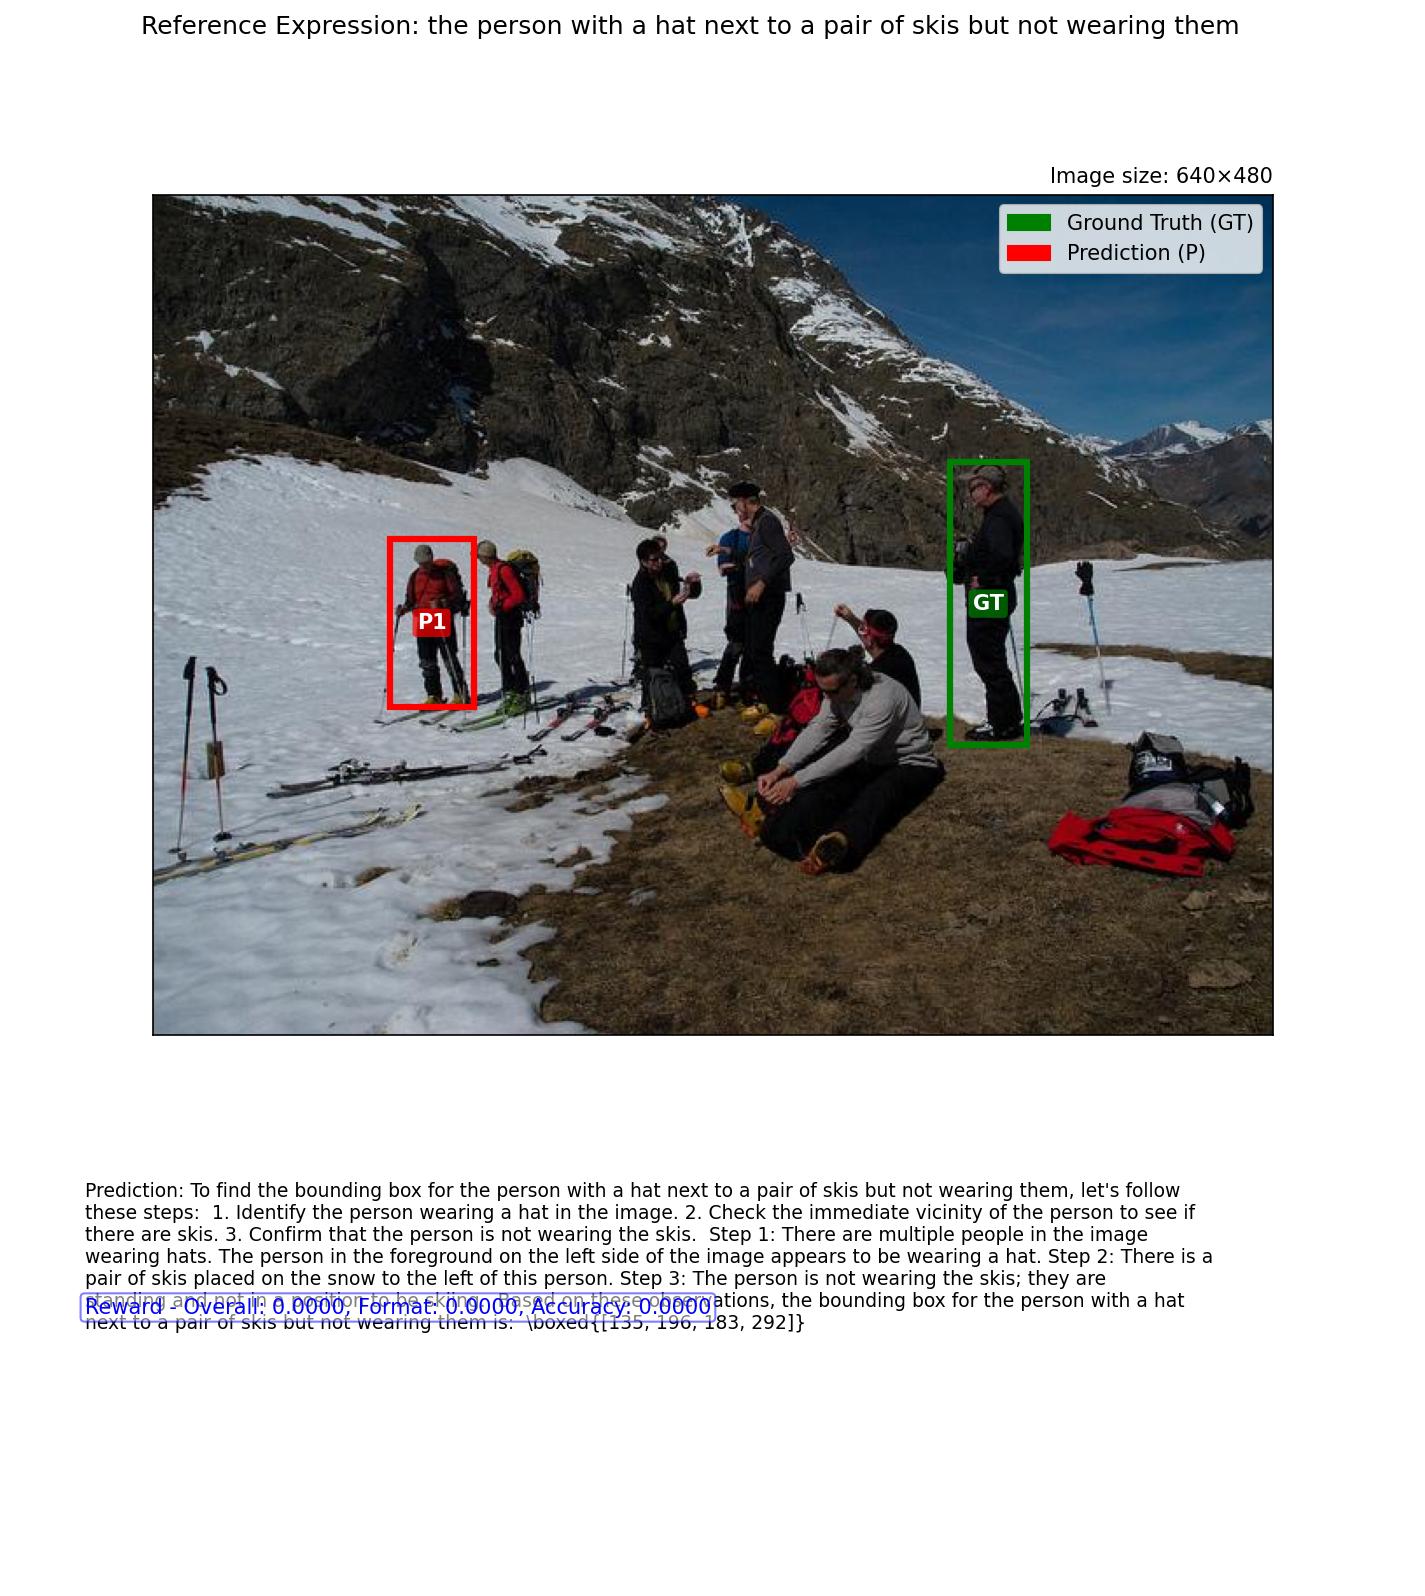 Reference Expression: the person with a hat next to a pair of skis but not wearing them
Image size: 640×480
Ground Truth (GT)
Prediction (P)
GT
P1
Prediction: To find the bounding box for the person with a hat next to a pair of skis but not wearing them, let's follow
these steps:  1. Identify the person wearing a hat in the image. 2. Check the immediate vicinity of the person to see if
there are skis. 3. Confirm that the person is not wearing the skis.  Step 1: There are multiple people in the image
wearing hats. The person in the foreground on the left side of the image appears to be wearing a hat. Step 2: There is a
pair of skis placed on the snow to the left of this person. Step 3: The person is not wearing the skis; they are
standing and not in a position to be skiing.  Based on these observations, the bounding box for the person with a hat
Reward - Overall: 0.0000, Format: 0.0000, Accuracy: 0.0000
next to a pair of skis but not wearing them is:  \boxed{[135, 196, 183, 292]}